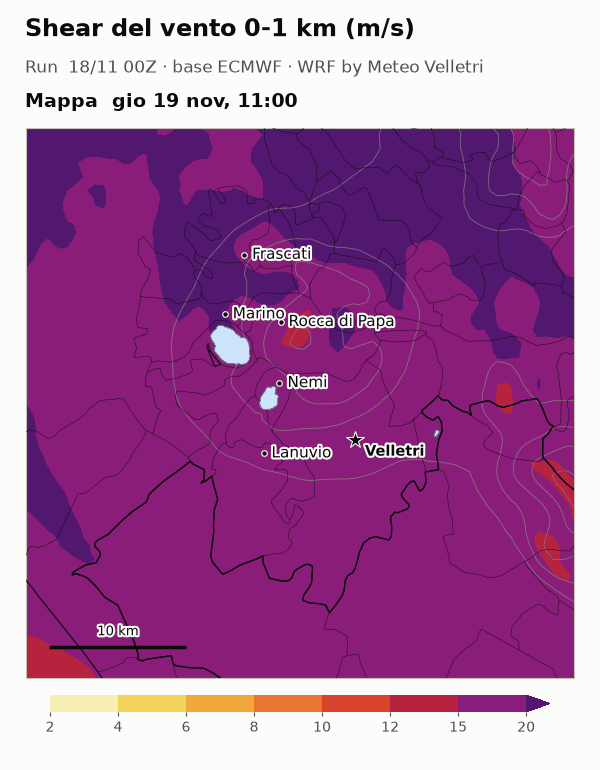 Shear del vento 0-1 km (m/s)
Run  18/11 00Z · base ECMWF · WRF by Meteo Velletri
Mappa  gio 19 nov, 11:00
Frascati
Marino
Rocca di Papa
Nemi
Velletri
Lanuvio
10 km
2 4 6 8 10 12 15 20